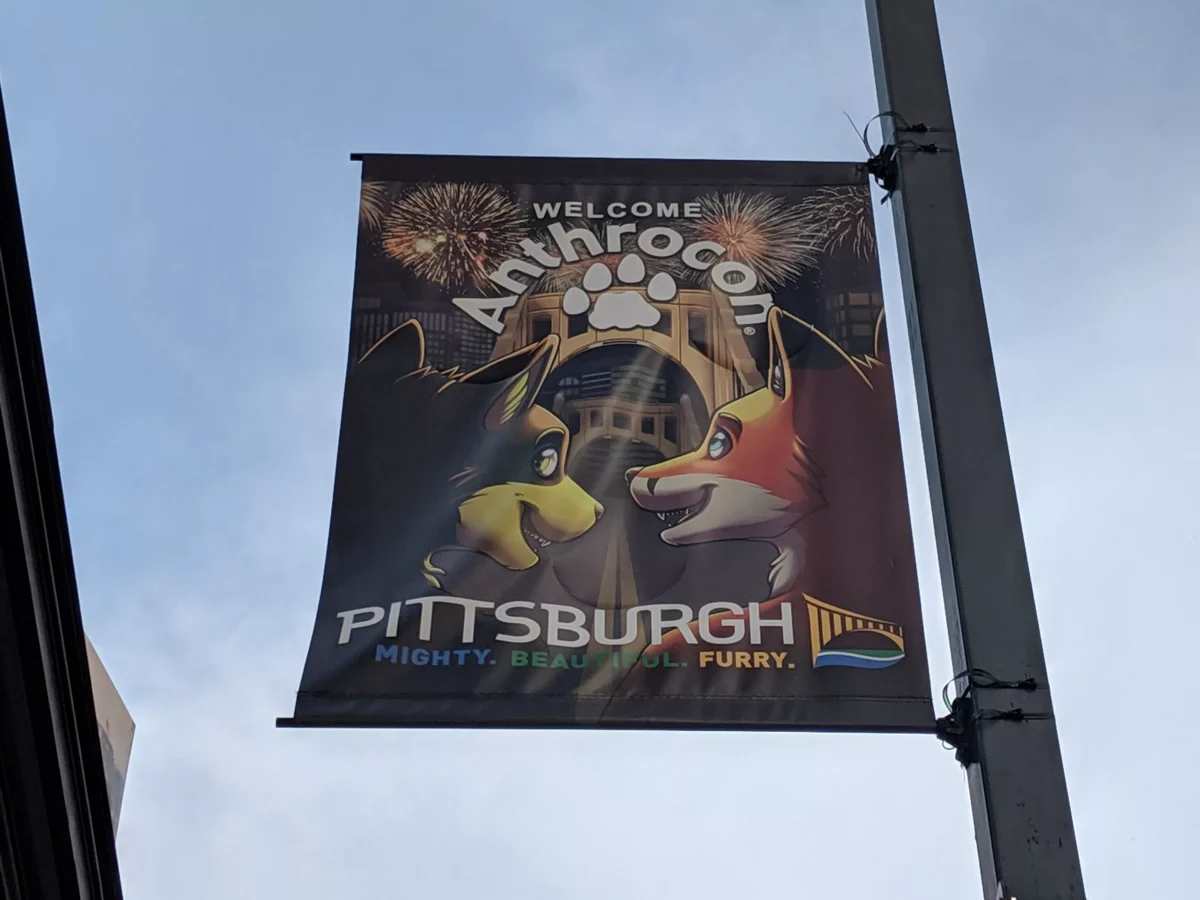 WELCOME
Anthrocon®
PITTSBURGH
MIGHTY. BEAUTIFUL. FURRY.